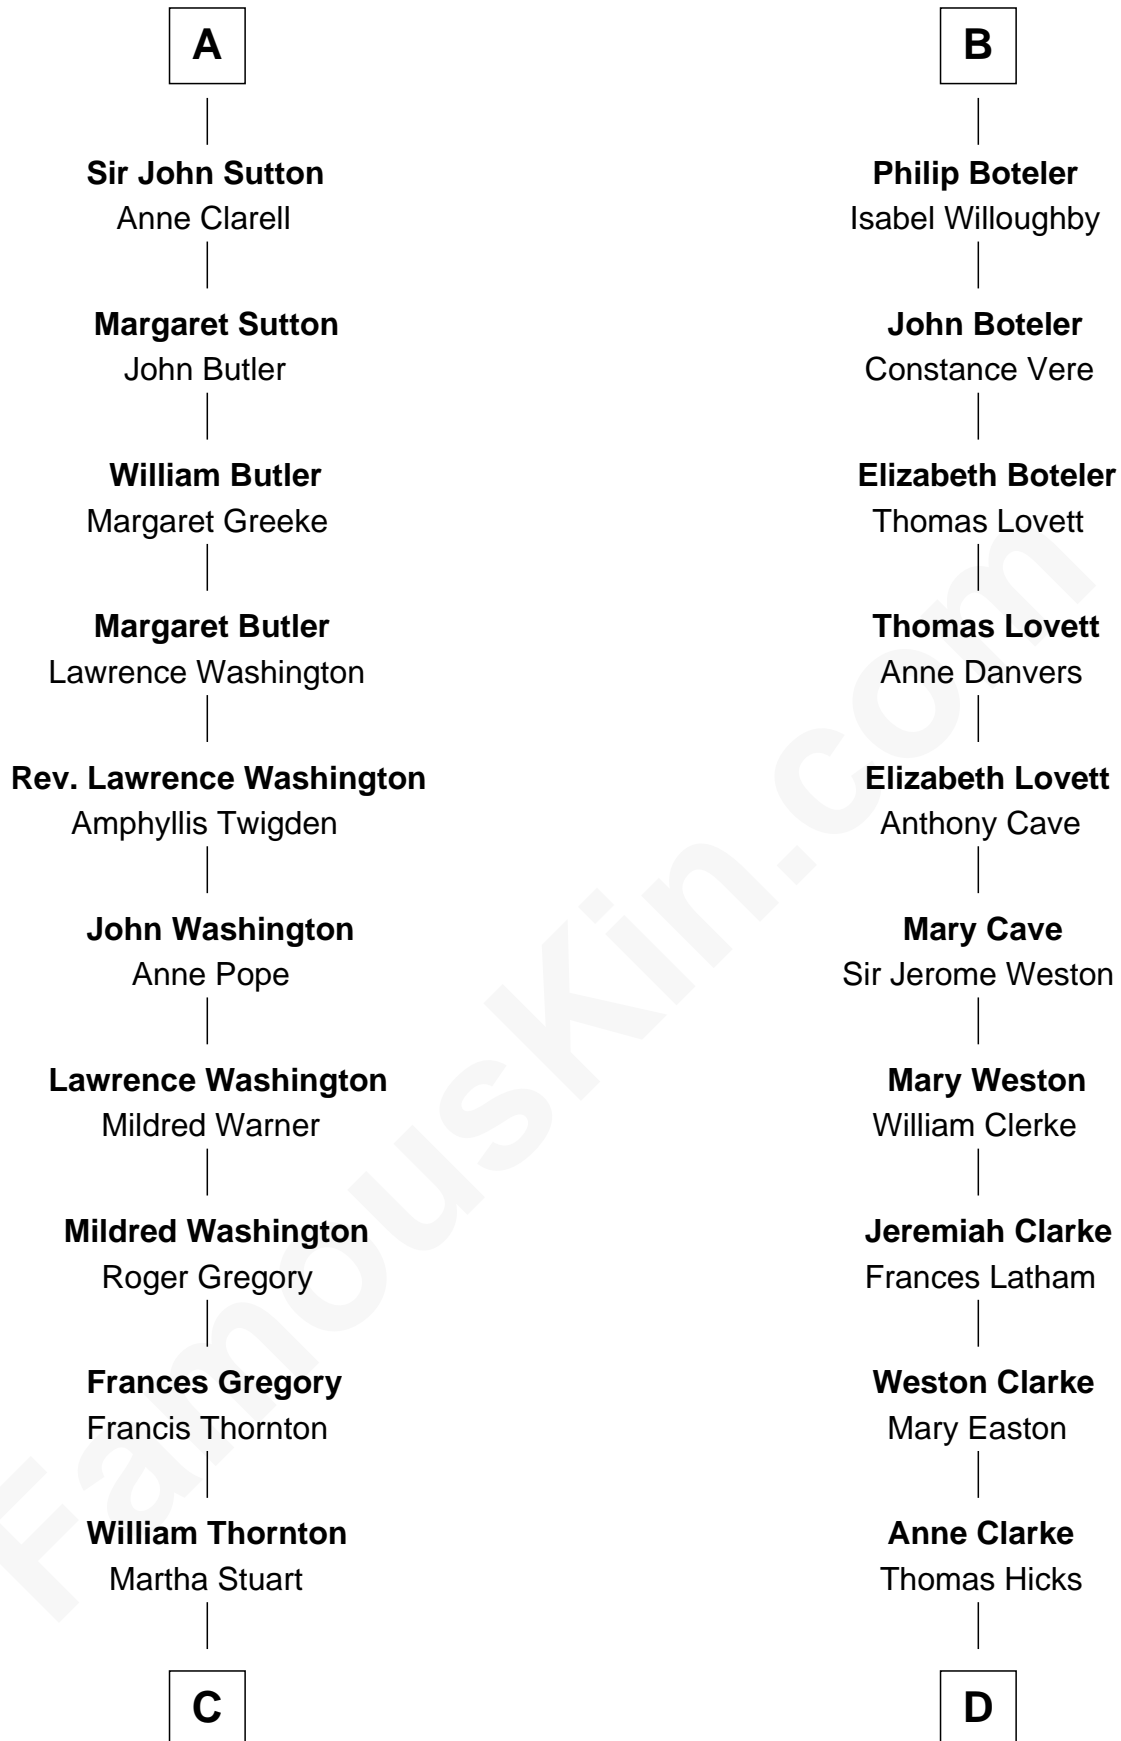 A
Sir John Sutton
Anne Clarell
Margaret Sutton
John Butler
William Butler
Margaret Greeke
Margaret Butler
Lawrence Washington
Rev. Lawrence Washington
Amphyllis Twigden
John Washington
Anne Pope
Lawrence Washington
Mildred Warner
Mildred Washington
Roger Gregory
Frances Gregory
Francis Thornton
William Thornton
Martha Stuart
C
B
Philip Boteler
Isabel Willoughby
John Boteler
Constance Vere
Elizabeth Boteler
Thomas Lovett
Thomas Lovett
Anne Danvers
Elizabeth Lovett
Anthony Cave
Mary Cave
Sir Jerome Weston
Mary Weston
William Clerke
Jeremiah Clarke
Frances Latham
Weston Clarke
Mary Easton
Anne Clarke
Thomas Hicks
D
FamousKin.com